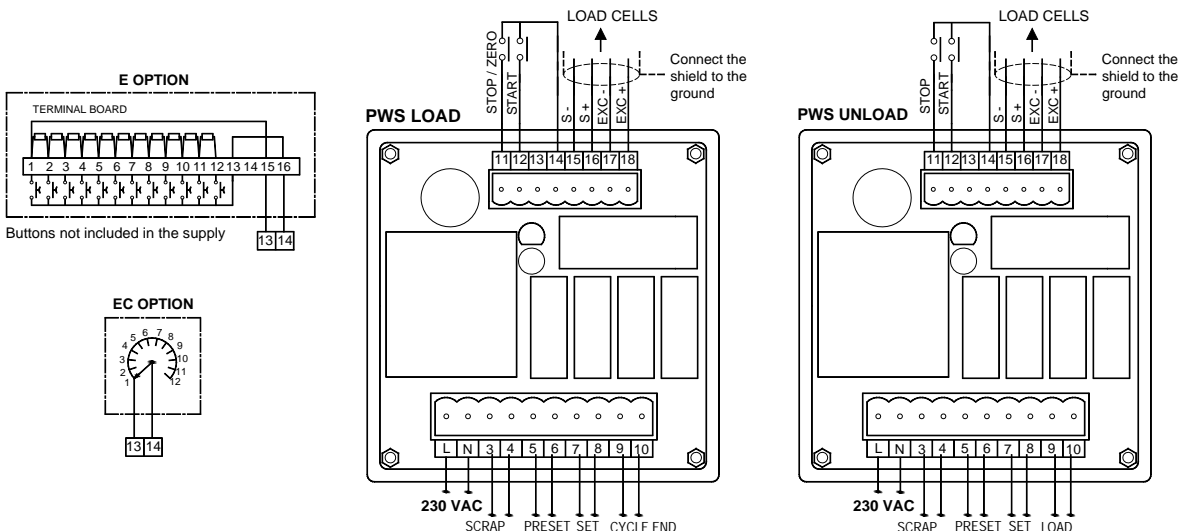 E OPTION
TERMINAL BOARD
1 2 3 4 5 6 7 8 9 10 11 12 13 14 15 16
Buttons not included in the supply
13 14
EC OPTION
1 2 3 4 5 6 7 8 9 10 11 12
13 14
LOAD CELLS
STOP / ZERO
START
S -
S +
EXC -
EXC +
Connect the
shield to the
ground
PWS LOAD
11 12 13 14 15 16 17 18
L N 3 4 5 6 7 8 9 10
230 VAC
SCRAP PRESET SET CYCLE END
LOAD CELLS
STOP
START
S -
S +
EXC -
EXC +
Connect the
shield to the
ground
PWS UNLOAD
11 12 13 14 15 16 17 18
L N 3 4 5 6 7 8 9 10
230 VAC
SCRAP PRESET SET LOAD